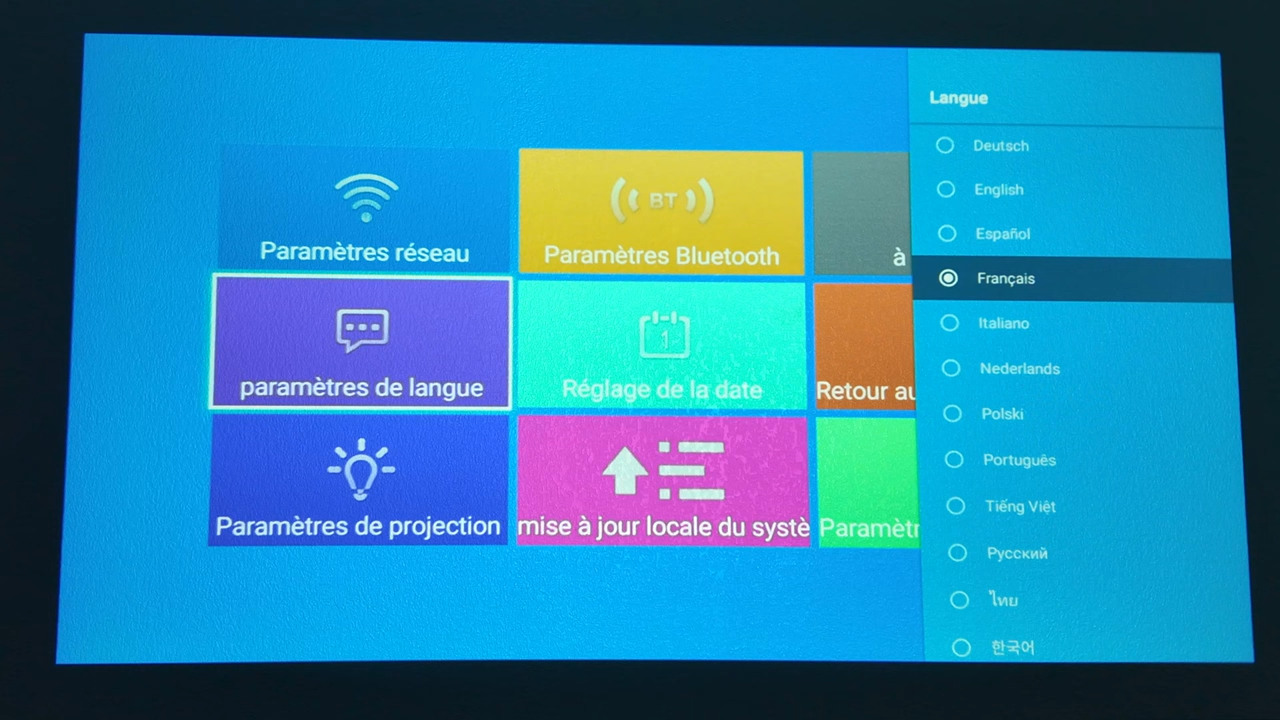 Langue
Deutsch
English
Español
Français
Italiano
Nederlands
Polski
Português
Tiếng Việt
Русский
ไทย
한국어
Paramètres réseau
BT
Paramètres Bluetooth
à
paramètres de langue
1
Réglage de la date
Retour au
Paramètres de projection
mise à jour locale du systè
Paramètr